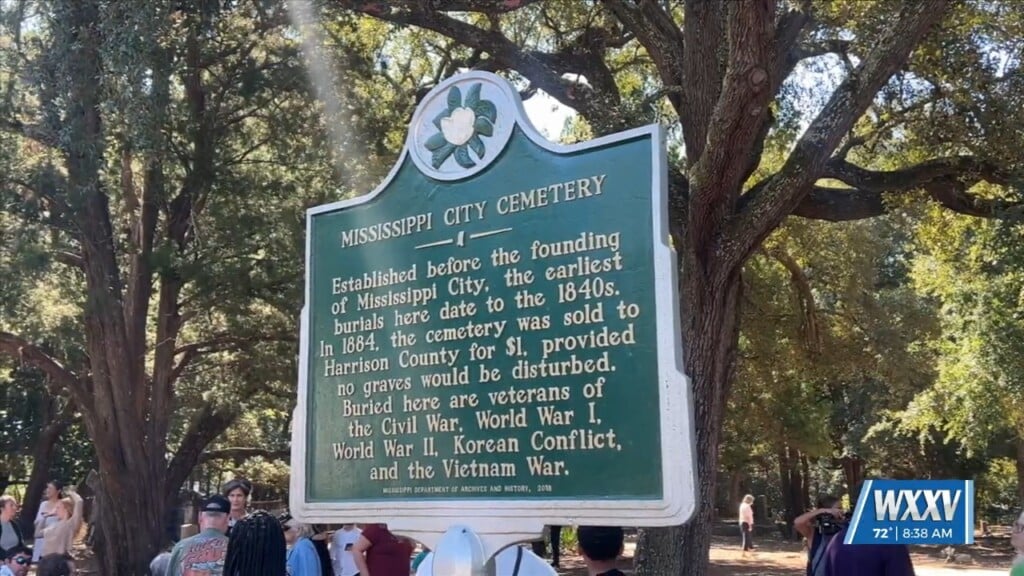 MISSISSIPPI CITY CEMETERY
Established before the founding
of Mississippi City, the earliest
burials here date to the 1840s.
In 1884, the cemetery was sold to
Harrison County for $1, provided
no graves would be disturbed.
Buried here are veterans of
the Civil War, World War I,
World War II, Korean Conflict,
and the Vietnam War.
MISSISSIPPI DEPARTMENT OF ARCHIVES AND HISTORY, 2018
WXXV
72° 8:38 AM